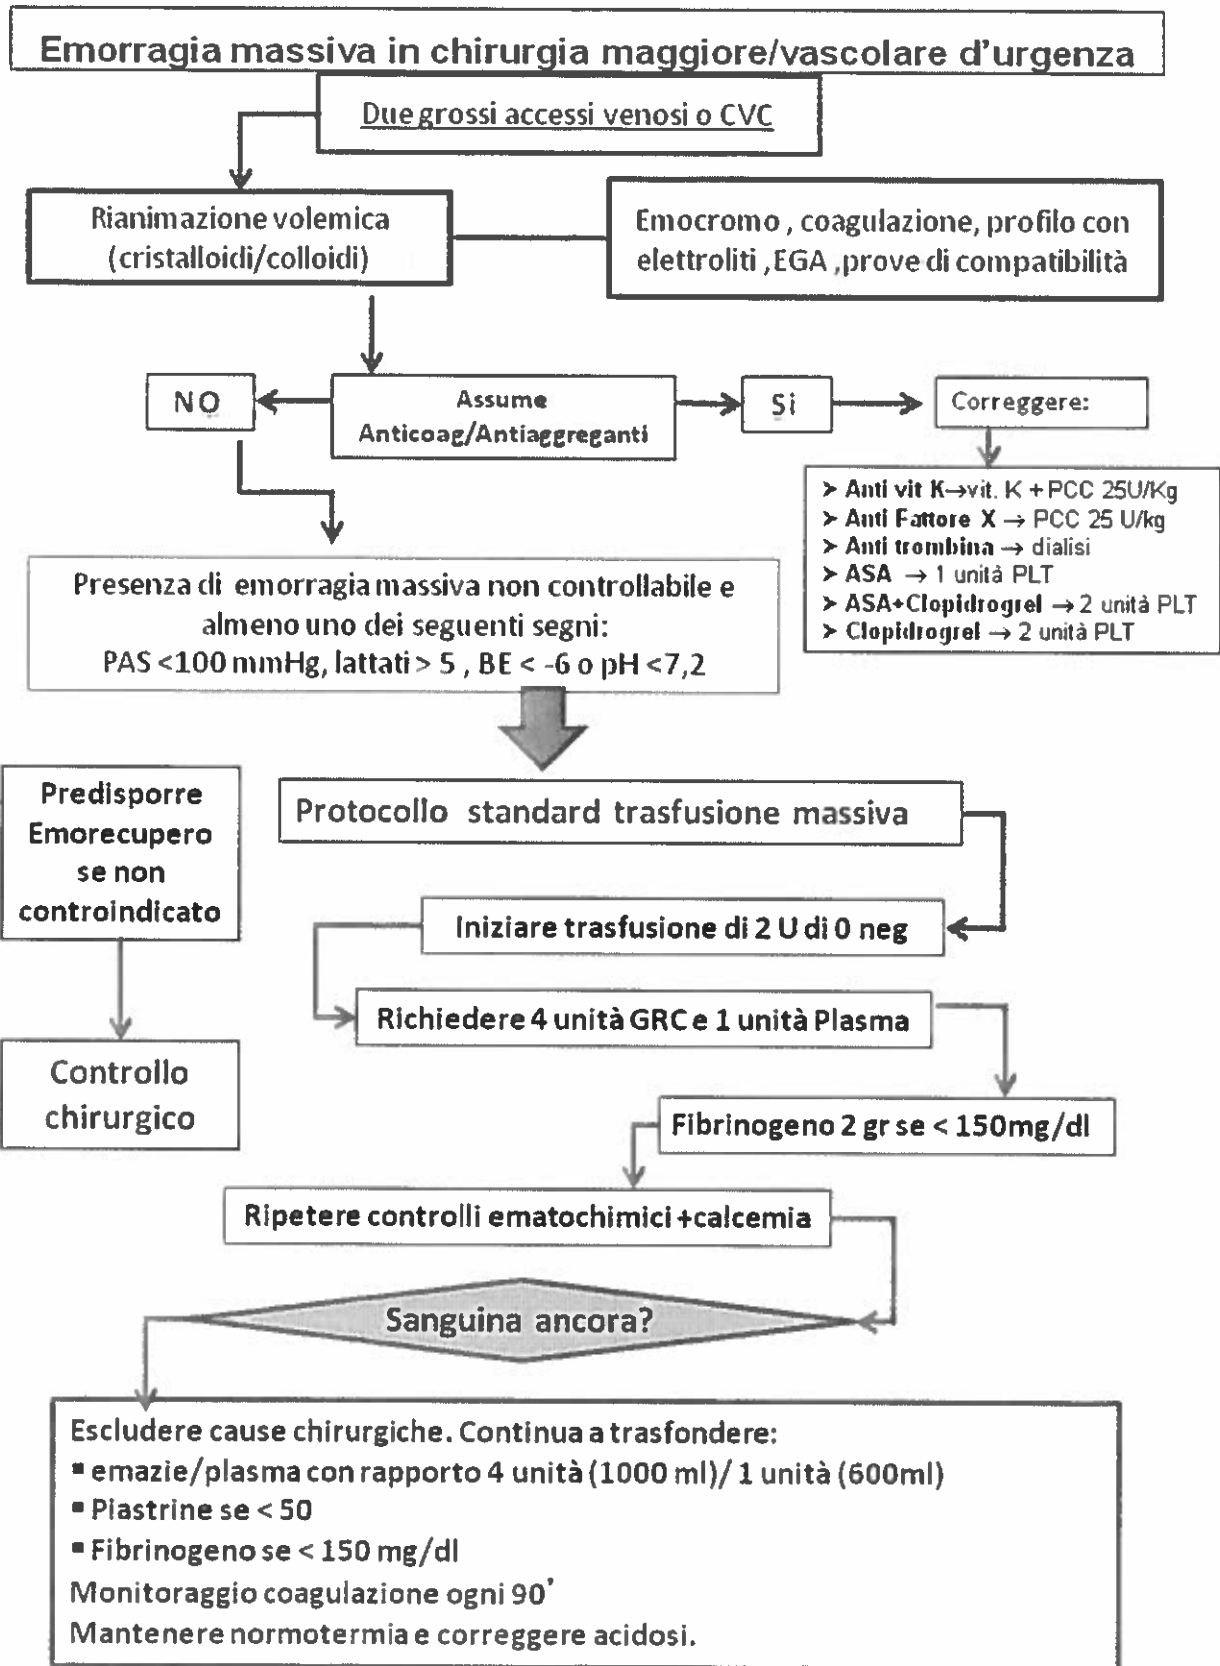 Emorragia massiva in chirurgia maggiore/vascolare d'urgenza
Due grossi accessi venosi o CVC
Rianimazione volemica
(cristalloidi/colloidi)
Emocromo , coagulazione, profilo con
elettroliti ,EGA ,prove di compatibilità
NO
Assume
Anticoag/Antiaggreganti
Si
Correggere:
➢ Anti vit K→vit. K + PCC 25U/Kg
➢ Anti Fattore X → PCC 25 U/kg
➢ Anti trombina → dialisi
➢ ASA → 1 unità PLT
➢ ASA+Clopidrogrel → 2 unità PLT
➢ Clopidrogrel → 2 unità PLT
Presenza di emorragia massiva non controllabile e
almeno uno dei seguenti segni:
PAS <100 mmHg, lattati > 5 , BE < -6 o pH <7,2
Predisporre
Emorecupero
se non
controindicato
Controllo
chirurgico
Protocollo standard trasfusione massiva
Iniziare trasfusione di 2 U di 0 neg
Richiedere 4 unità GRC e 1 unità Plasma
Fibrinogeno 2 gr se < 150mg/dl
Ripetere controlli ematochimici +calcemia
Sanguina ancora?
Escludere cause chirurgiche. Continua a trasfondere:
▪ emazie/plasma con rapporto 4 unità (1000 ml)/ 1 unità (600ml)
▪ Piastrine se < 50
▪ Fibrinogeno se < 150 mg/dl
Monitoraggio coagulazione ogni 90'
Mantenere normotermia e correggere acidosi.